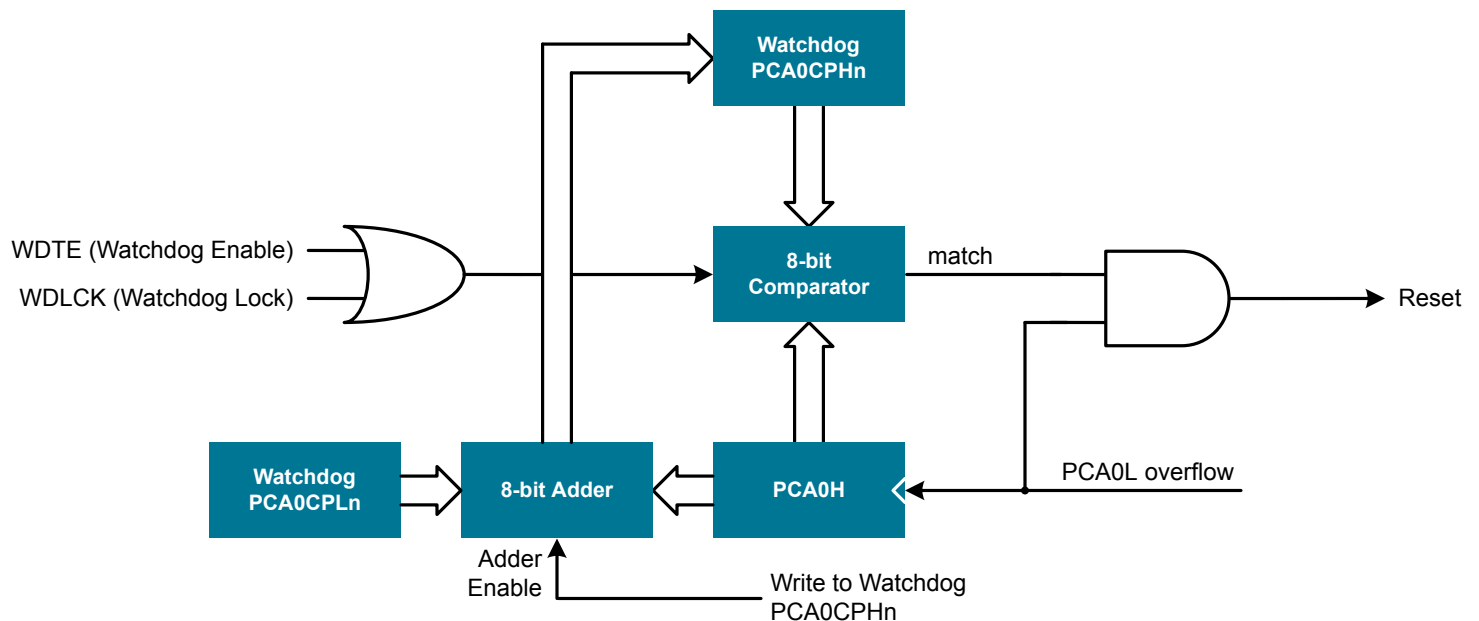 Watchdog
PCA0CPHn
WDTE (Watchdog Enable)
WDLCK (Watchdog Lock)
8-bit
Comparator
match
Reset
Watchdog
PCA0CPLn
8-bit Adder
PCA0H
PCA0L overflow
Adder
Enable
Write to Watchdog
PCA0CPHn